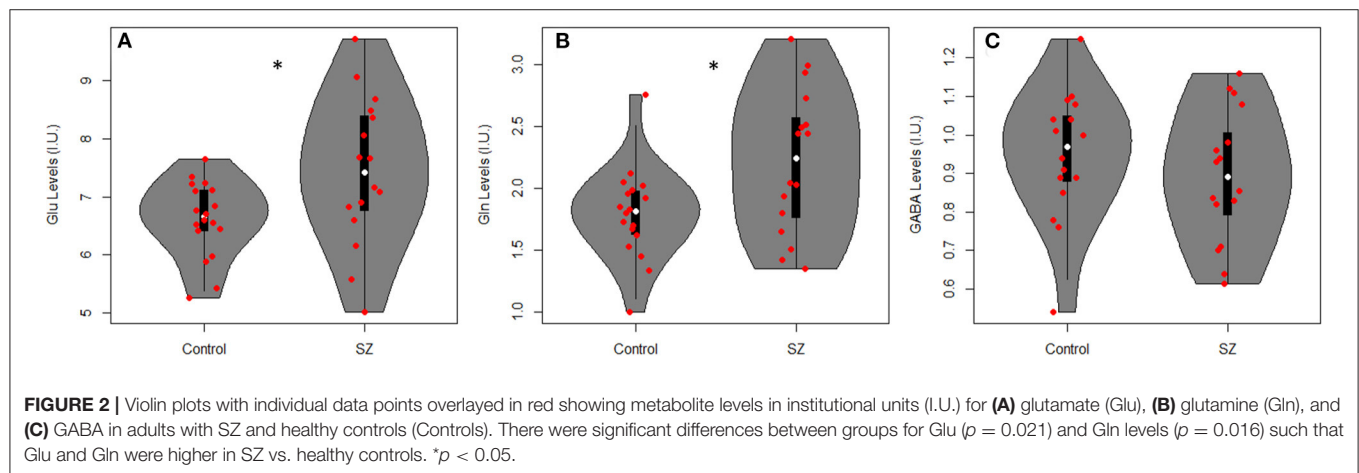 A
*
Glu Levels (I.U.)
9
8
7
6
5
Control SZ
B
*
Gln Levels (I.U.)
3.0
2.5
2.0
1.5
1.0
Control SZ
C
GABA Levels (I.U.)
1.2
1.1
1.0
0.9
0.8
0.7
0.6
Control SZ
FIGURE 2 | Violin plots with individual data points overlayed in red showing metabolite levels in institutional units (I.U.) for (A) glutamate (Glu), (B) glutamine (Gln), and
(C) GABA in adults with SZ and healthy controls (Controls). There were significant differences between groups for Glu (p = 0.021) and Gln levels (p = 0.016) such that
Glu and Gln were higher in SZ vs. healthy controls. *p < 0.05.